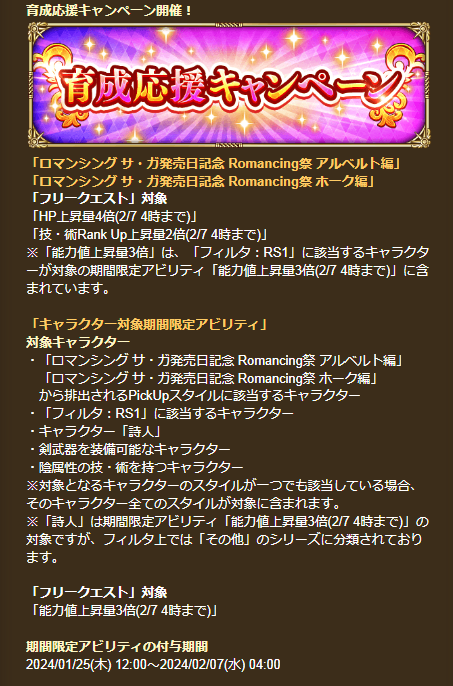 育成応援キャンペーン開催！
育成応援キャンペーン
「ロマンシング サ・ガ発売日記念 Romancing祭 アルベルト編」
「ロマンシング サ・ガ発売日記念 Romancing祭 ホーク編」
「フリークエスト」対象
「HP上昇量4倍(2/7 4時まで)」
「技・術Rank Up上昇量2倍(2/7 4時まで)」
※「能力値上昇量3倍」は、「フィルタ：RS1」に該当するキャラクタ
ーが対象の期間限定アビリティ「能力値上昇量3倍(2/7 4時まで)」に含
まれています。
「キャラクター対象期間限定アビリティ」
対象キャラクター
・「ロマンシング サ・ガ発売日記念 Romancing祭 アルベルト編」
「ロマンシング サ・ガ発売日記念 Romancing祭 ホーク編」
から排出されるPickUpスタイルに該当するキャラクター
・「フィルタ：RS1」に該当するキャラクター
・キャラクター「詩人」
・剣武器を装備可能なキャラクター
・陰属性の技・術を持つキャラクター
※対象となるキャラクターのスタイルが一つでも該当している場合、
そのキャラクター全てのスタイルが対象に含まれます。
※「詩人」は期間限定アビリティ「能力値上昇量3倍(2/7 4時まで)」の
対象ですが、フィルタ上では「その他」のシリーズに分類されており
ます。
「フリークエスト」対象
「能力値上昇量3倍(2/7 4時まで)」
期間限定アビリティの付与期間
2024/01/25(木) 12:00～2024/02/07(水) 04:00